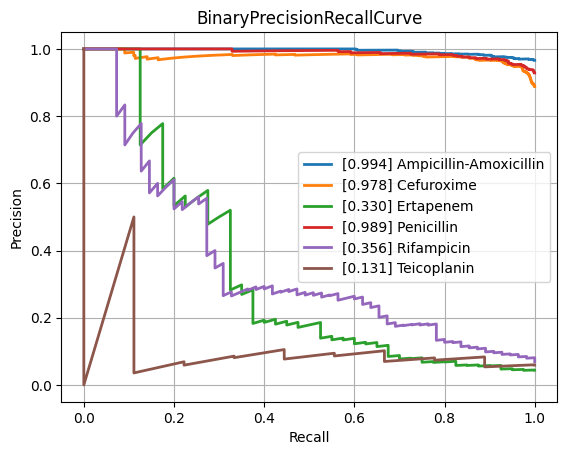 BinaryPrecisionRecallCurve
Precision
1.0
0.8
0.6
0.4
0.2
0.0
[0.994] Ampicillin-Amoxicillin
[0.978] Cefuroxime
[0.330] Ertapenem
[0.989] Penicillin
[0.356] Rifampicin
[0.131] Teicoplanin
0.0 0.2 0.4 0.6 0.8 1.0
Recall